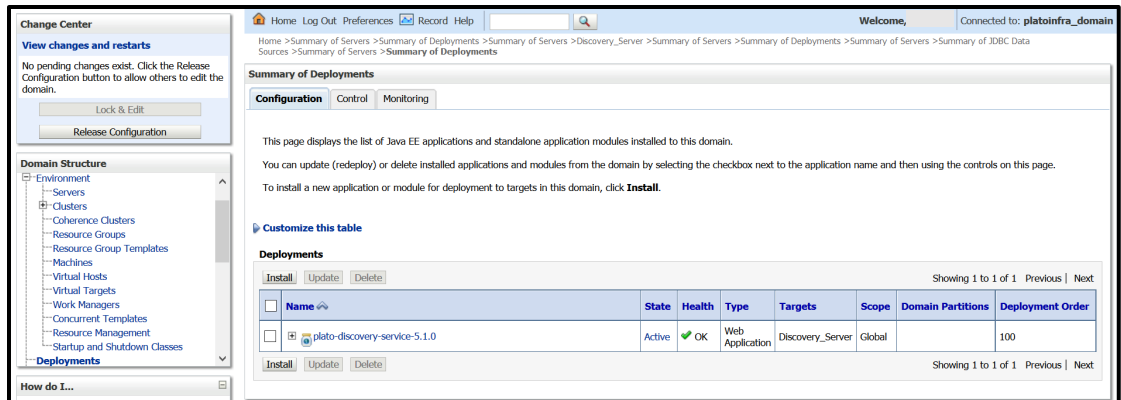 Change Center
View changes and restarts
No pending changes exist. Click the Release
Configuration button to allow others to edit the
domain.
Lock & Edit
Release Configuration
Domain Structure
Environment
Servers
Clusters
Coherence Clusters
Resource Groups
Resource Group Templates
Machines
Virtual Hosts
Virtual Targets
Work Managers
Concurrent Templates
Resource Management
Startup and Shutdown Classes
Deployments
How do I...
Home Log Out Preferences Record Help
Welcome,
Connected to: platoinfra_domain
Home >Summary of Servers >Summary of Deployments >Summary of Servers >Discovery_Server >Summary of Servers >Summary of Deployments >Summary of Servers >Summary of JDBC Data
Sources >Summary of Servers >Summary of Deployments
Summary of Deployments
Configuration Control Monitoring
This page displays the list of Java EE applications and standalone application modules installed to this domain.
You can update (redeploy) or delete installed applications and modules from the domain by selecting the checkbox next to the application name and then using the controls on this page.
To install a new application or module for deployment to targets in this domain, click Install.
Customize this table
Deployments
Install Update Delete Showing 1 to 1 of 1 Previous | Next
Name State Health Type Targets Scope Domain Partitions Deployment Order
plato-discovery-service-5.1.0 Active OK Web Application Discovery_Server Global 100
Install Update Delete Showing 1 to 1 of 1 Previous | Next